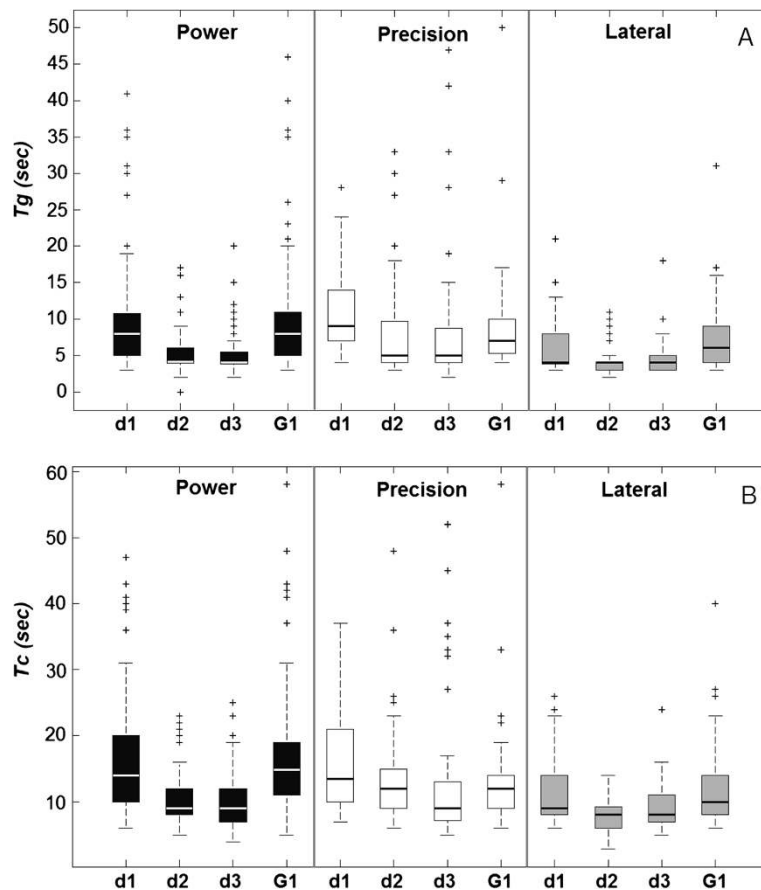 Power Precision Lateral A
50
45
40
35
30
25
20
15
10
5
0
Tg (sec)
d1 d2 d3 G1 d1 d2 d3 G1 d1 d2 d3 G1
Power Precision Lateral B
60
50
40
30
20
10
Tc (sec)
d1 d2 d3 G1 d1 d2 d3 G1 d1 d2 d3 G1